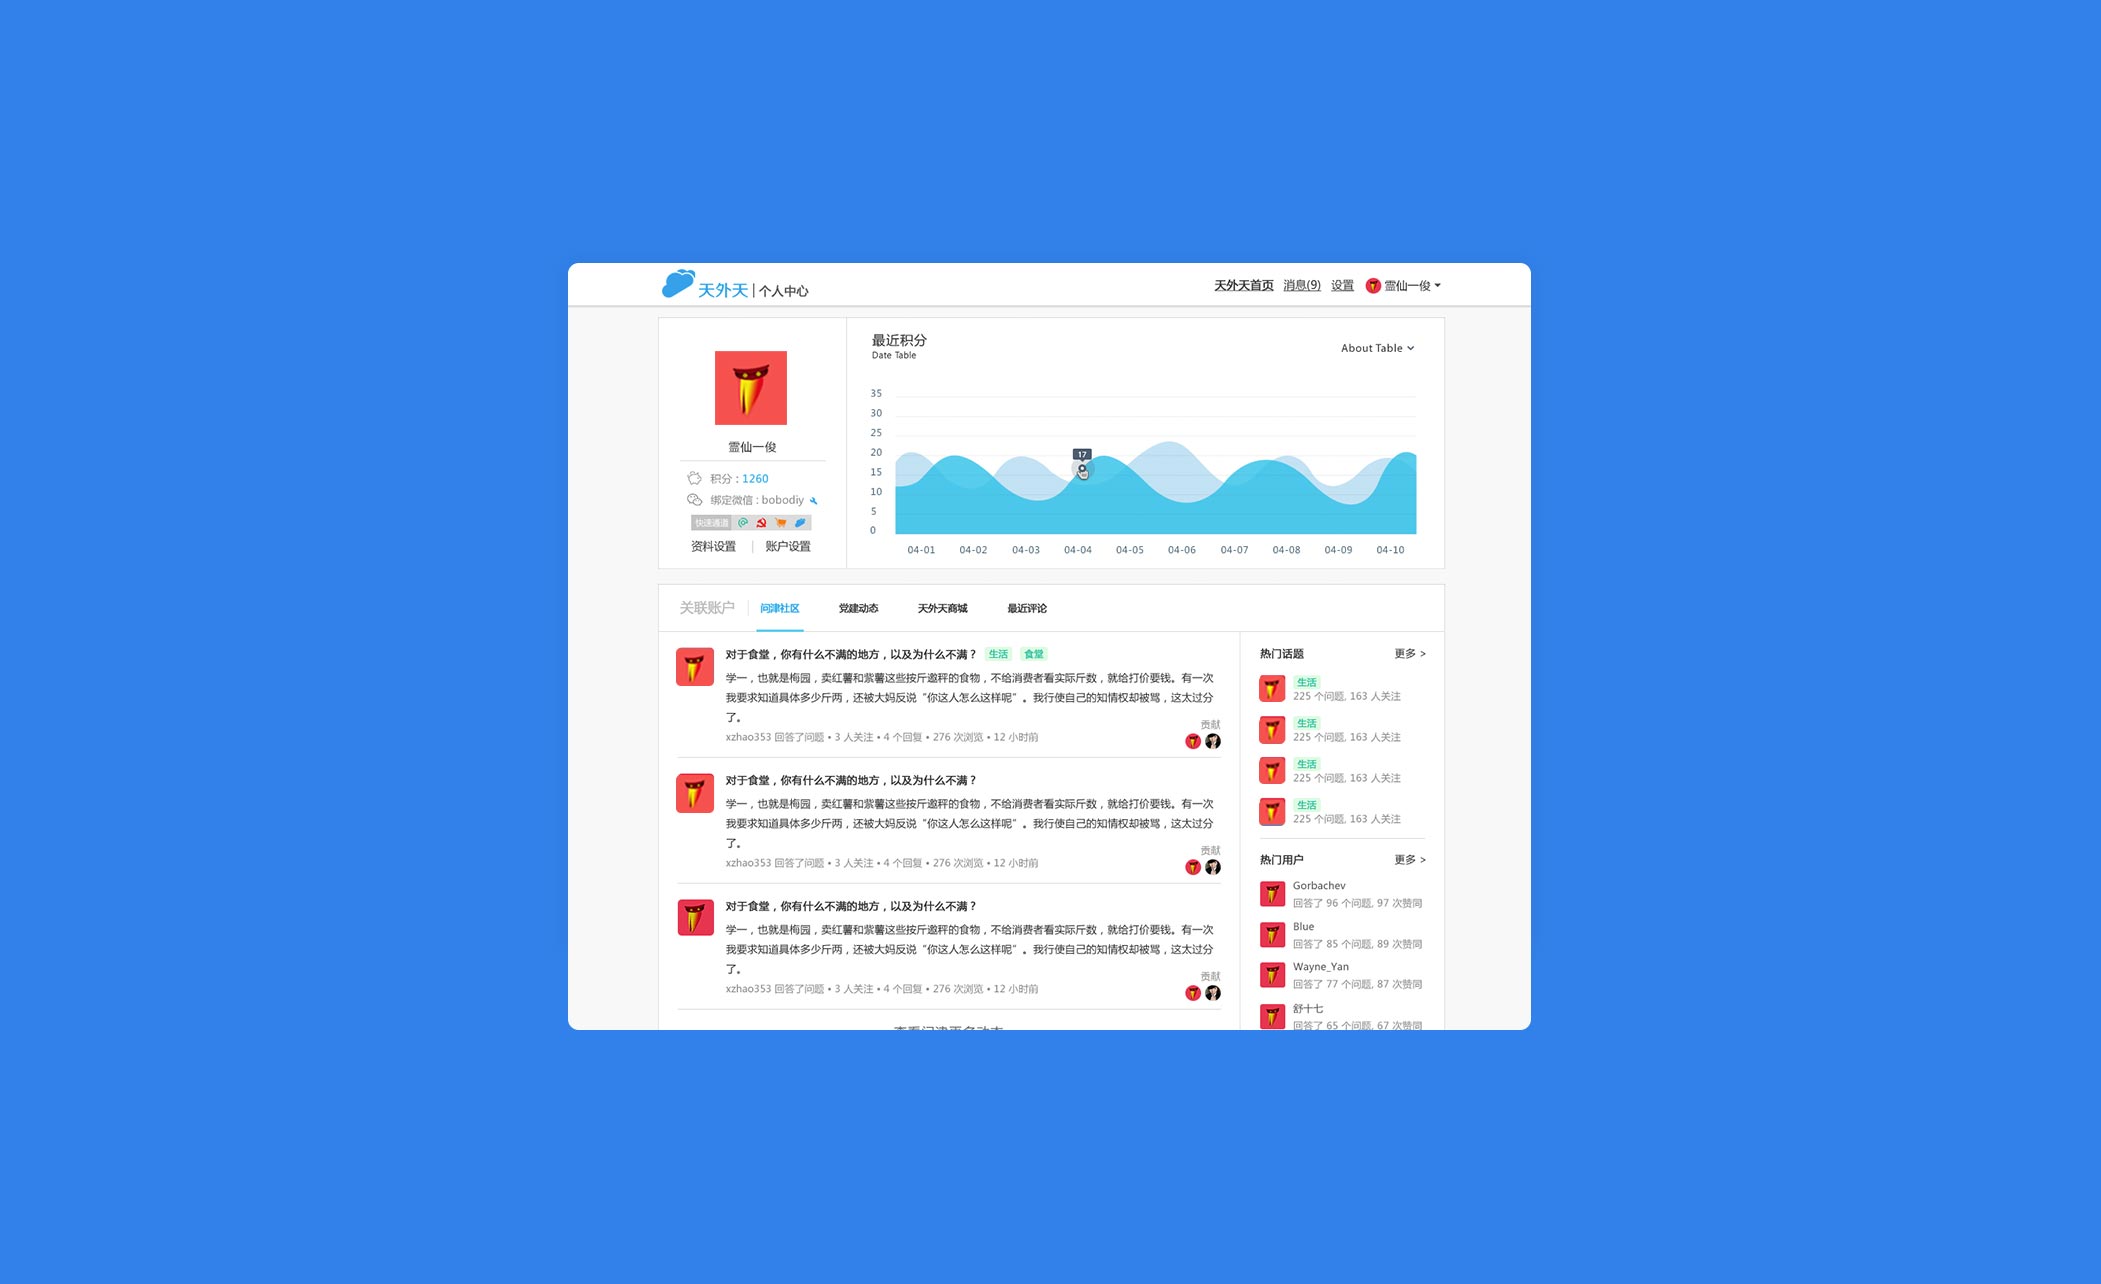 天外天 | 个人中心
天外天首页 消息(9) 设置 霊仙一俊
霊仙一俊
积分 : 1260
绑定微信 : bobodiy
快速通道
资料设置 | 账户设置
最近积分
Date Table
About Table
35
30
25
20
15
10
5
0
17
04-01 04-02 04-03 04-04 04-05 04-06 04-07 04-08 04-09 04-10
关联账户 问津社区 党建动态 天外天商城 最近评论
对于食堂，你有什么不满的地方，以及为什么不满？ 生活 食堂
学一，也就是梅园，卖红薯和紫薯这些按斤邀秤的食物，不给消费者看实际斤数，就给打价要钱。有一次
我要求知道具体多少斤两，还被大妈反说“你这人怎么这样呢”。我行使自己的知情权却被骂，这太过分
了。
贡献
xzhao353 回答了问题 • 3 人关注 • 4 个回复 • 276 次浏览 • 12 小时前
对于食堂，你有什么不满的地方，以及为什么不满？
学一，也就是梅园，卖红薯和紫薯这些按斤邀秤的食物，不给消费者看实际斤数，就给打价要钱。有一次
我要求知道具体多少斤两，还被大妈反说“你这人怎么这样呢”。我行使自己的知情权却被骂，这太过分
了。
贡献
xzhao353 回答了问题 • 3 人关注 • 4 个回复 • 276 次浏览 • 12 小时前
对于食堂，你有什么不满的地方，以及为什么不满？
学一，也就是梅园，卖红薯和紫薯这些按斤邀秤的食物，不给消费者看实际斤数，就给打价要钱。有一次
我要求知道具体多少斤两，还被大妈反说“你这人怎么这样呢”。我行使自己的知情权却被骂，这太过分
了。
贡献
xzhao353 回答了问题 • 3 人关注 • 4 个回复 • 276 次浏览 • 12 小时前
热门话题 更多 >
生活
225 个问题, 163 人关注
生活
225 个问题, 163 人关注
生活
225 个问题, 163 人关注
生活
225 个问题, 163 人关注
热门用户 更多 >
Gorbachev
回答了 96 个问题, 97 次赞同
Blue
回答了 85 个问题, 89 次赞同
Wayne_Yan
回答了 77 个问题, 87 次赞同
舒十七
回答了 65 个问题, 67 次赞同